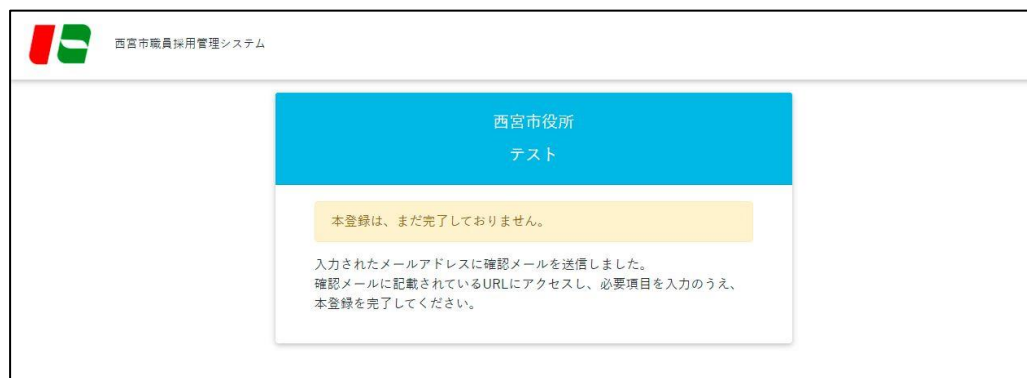 西宮市職員採用管理システム
西宮市役所
テスト
本登録は、まだ完了しておりません。
入力されたメールアドレスに確認メールを送信しました。
確認メールに記載されているURLにアクセスし、必要項目を入力のうえ、
本登録を完了してください。